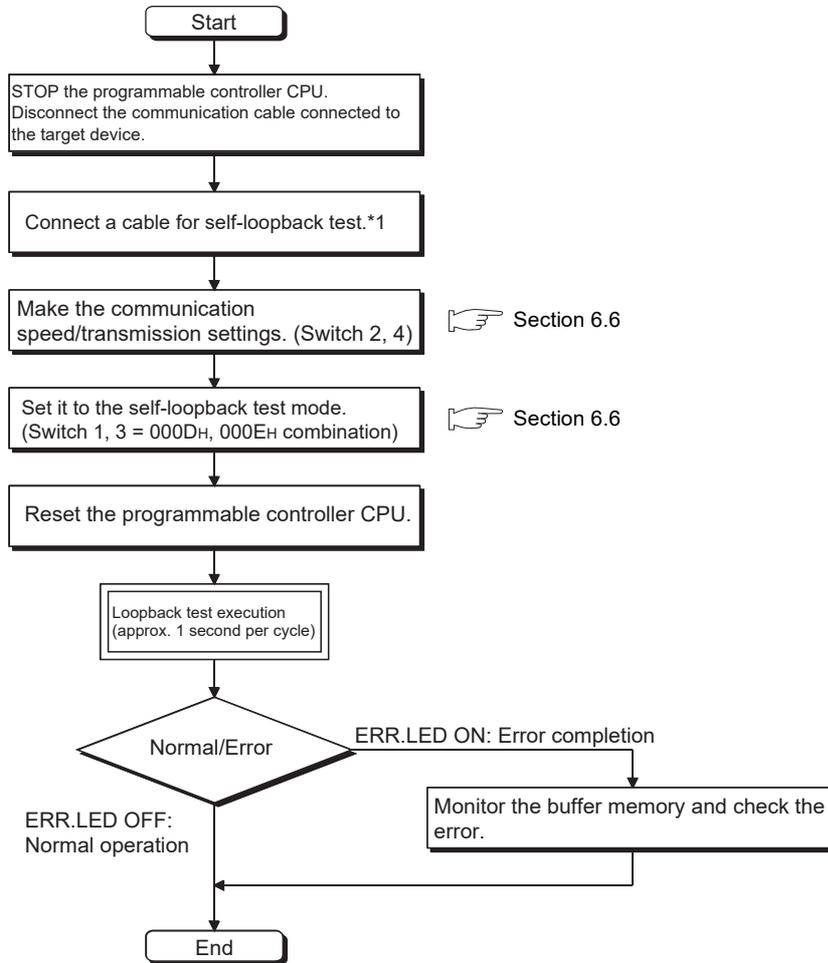 Start
STOP the programmable controller CPU.
Disconnect the communication cable connected to
the target device.
Connect a cable for self-loopback test.*1
Make the communication
speed/transmission settings. (Switch 2, 4)
Section 6.6
Set it to the self-loopback test mode.
(Switch 1, 3 = 000DH, 000EH combination)
Section 6.6
Reset the programmable controller CPU.
Loopback test execution
(approx. 1 second per cycle)
Normal/Error
ERR.LED ON: Error completion
Monitor the buffer memory and check the
error.
ERR.LED OFF:
Normal operation
End